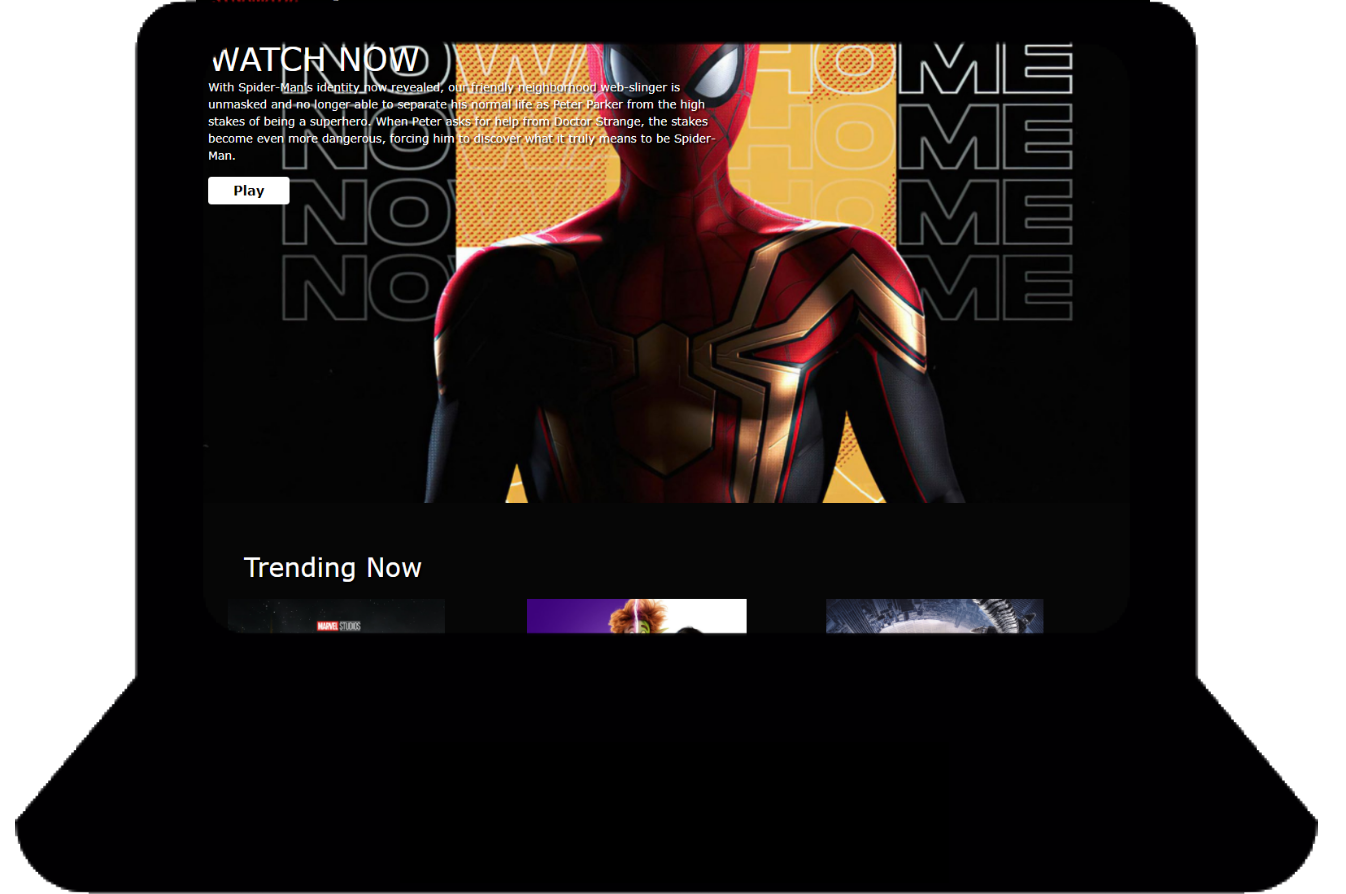 WATCH NOW
With Spider-Man's identity now revealed, our friendly neighborhood web-slinger is
unmasked and no longer able to separate his normal life as Peter Parker from the high
stakes of being a superhero. When Peter asks for help from Doctor Strange, the stakes
become even more dangerous, forcing him to discover what it truly means to be Spider-
Man.
Play
NO WAY HOME
NO WAY HOME
NO WAY HOME
NO WAY HOME
Trending Now
MARVEL STUDIOS